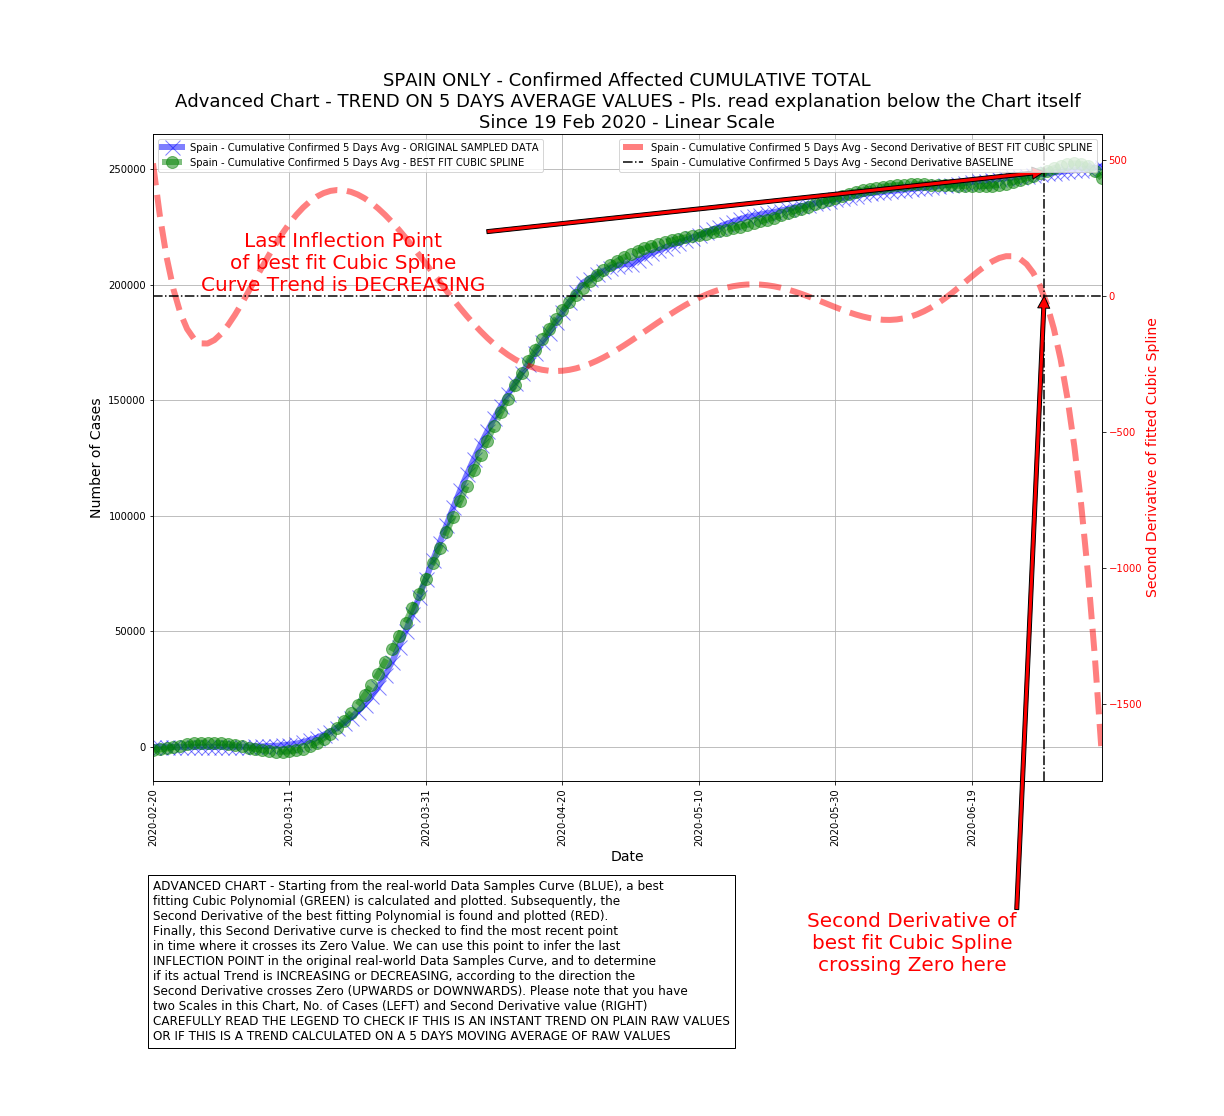 SPAIN ONLY - Confirmed Affected CUMULATIVE TOTAL
Advanced Chart - TREND ON 5 DAYS AVERAGE VALUES - Pls. read explanation below the Chart itself
Since 19 Feb 2020 - Linear Scale
Spain - Cumulative Confirmed 5 Days Avg - ORIGINAL SAMPLED DATA
Spain - Cumulative Confirmed 5 Days Avg - BEST FIT CUBIC SPLINE
Spain - Cumulative Confirmed 5 Days Avg - Second Derivative of BEST FIT CUBIC SPLINE
Spain - Cumulative Confirmed 5 Days Avg - Second Derivative BASELINE
250000
200000
150000
100000
50000
0
Number of Cases
Last Inflection Point
of best fit Cubic Spline
Curve Trend is DECREASING
500
0
−500
−1000
−1500
Second Derivative of fitted Cubic Spline
2020-02-20
2020-03-11
2020-03-31
2020-04-20
2020-05-10
2020-05-30
2020-06-19
Date
ADVANCED CHART - Starting from the real-world Data Samples Curve (BLUE), a best
fitting Cubic Polynomial (GREEN) is calculated and plotted. Subsequently, the
Second Derivative of the best fitting Polynomial is found and plotted (RED).
Finally, this Second Derivative curve is checked to find the most recent point
in time where it crosses its Zero Value. We can use this point to infer the last
INFLECTION POINT in the original real-world Data Samples Curve, and to determine
if its actual Trend is INCREASING or DECREASING, according to the direction the
Second Derivative crosses Zero (UPWARDS or DOWNWARDS). Please note that you have
two Scales in this Chart, No. of Cases (LEFT) and Second Derivative value (RIGHT)
CAREFULLY READ THE LEGEND TO CHECK IF THIS IS AN INSTANT TREND ON PLAIN RAW VALUES
OR IF THIS IS A TREND CALCULATED ON A 5 DAYS MOVING AVERAGE OF RAW VALUES
Second Derivative of
best fit Cubic Spline
crossing Zero here